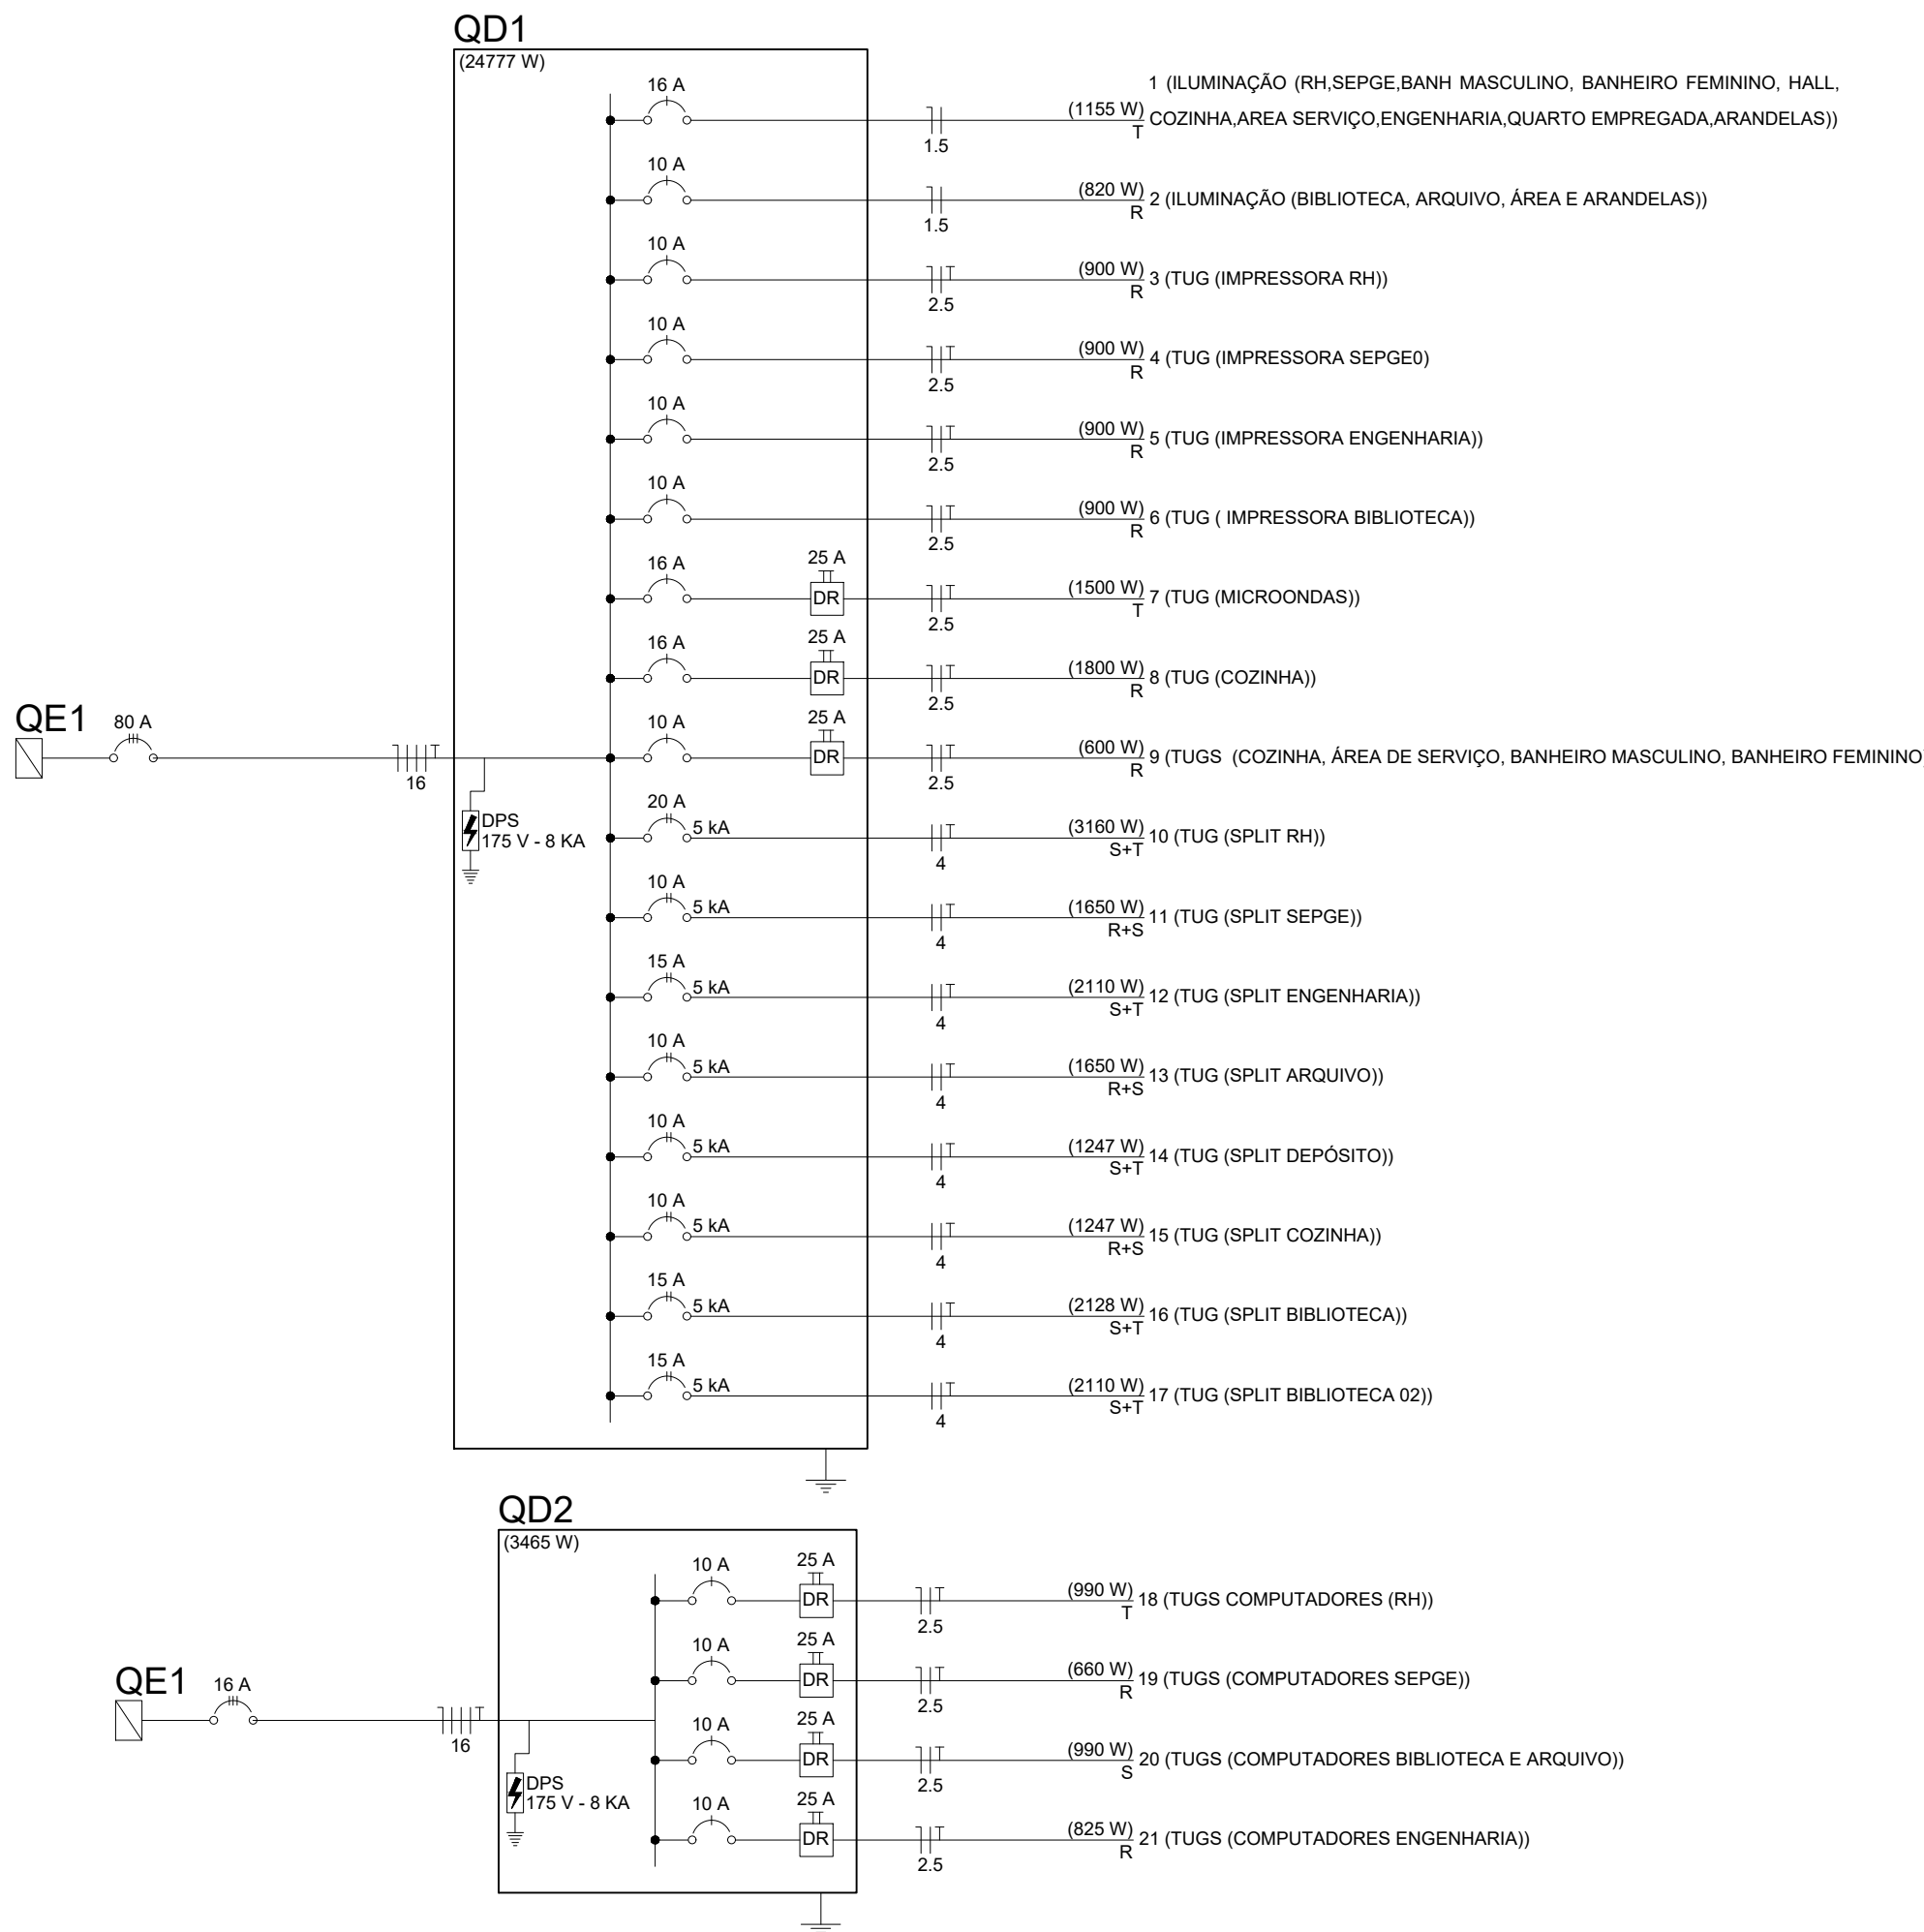 QD1
(24777 W)
16 A
1.5
(1155 W)
T
1 (ILUMINAÇÃO (RH,SEPGE,BANH MASCULINO, BANHEIRO FEMININO, HALL,
COZINHA,AREA SERVIÇO,ENGENHARIA,QUARTO EMPREGADA,ARANDELAS))
10 A
1.5
(820 W)
R
2 (ILUMINAÇÃO (BIBLIOTECA, ARQUIVO, ÁREA E ARANDELAS))
10 A
T
2.5
(900 W)
R
3 (TUG (IMPRESSORA RH))
10 A
T
2.5
(900 W)
R
4 (TUG (IMPRESSORA SEPGE0)
10 A
T
2.5
(900 W)
R
5 (TUG (IMPRESSORA ENGENHARIA))
10 A
T
2.5
(900 W)
R
6 (TUG ( IMPRESSORA BIBLIOTECA))
16 A
25 A
DR
T
2.5
(1500 W)
T
7 (TUG (MICROONDAS))
16 A
25 A
DR
T
2.5
(1800 W)
R
8 (TUG (COZINHA))
QE1
80 A
T
16
DPS
175 V - 8 KA
10 A
25 A
DR
T
2.5
(600 W)
R
9 (TUGS (COZINHA, ÁREA DE SERVIÇO, BANHEIRO MASCULINO, BANHEIRO FEMININO)
20 A
5 kA
T
4
(3160 W)
S+T
10 (TUG (SPLIT RH))
10 A
5 kA
T
4
(1650 W)
R+S
11 (TUG (SPLIT SEPGE))
15 A
5 kA
T
4
(2110 W)
S+T
12 (TUG (SPLIT ENGENHARIA))
10 A
5 kA
T
4
(1650 W)
R+S
13 (TUG (SPLIT ARQUIVO))
10 A
5 kA
T
4
(1247 W)
S+T
14 (TUG (SPLIT DEPÓSITO))
10 A
5 kA
T
4
(1247 W)
R+S
15 (TUG (SPLIT COZINHA))
15 A
5 kA
T
4
(2128 W)
S+T
16 (TUG (SPLIT BIBLIOTECA))
15 A
5 kA
T
4
(2110 W)
S+T
17 (TUG (SPLIT BIBLIOTECA 02))
QD2
(3465 W)
10 A
25 A
DR
T
2.5
(990 W)
T
18 (TUGS COMPUTADORES (RH))
10 A
25 A
DR
T
2.5
(660 W)
R
19 (TUGS (COMPUTADORES SEPGE))
QE1
16 A
T
16
DPS
175 V - 8 KA
10 A
25 A
DR
T
2.5
(990 W)
S
20 (TUGS (COMPUTADORES BIBLIOTECA E ARQUIVO))
10 A
25 A
DR
T
2.5
(825 W)
R
21 (TUGS (COMPUTADORES ENGENHARIA))